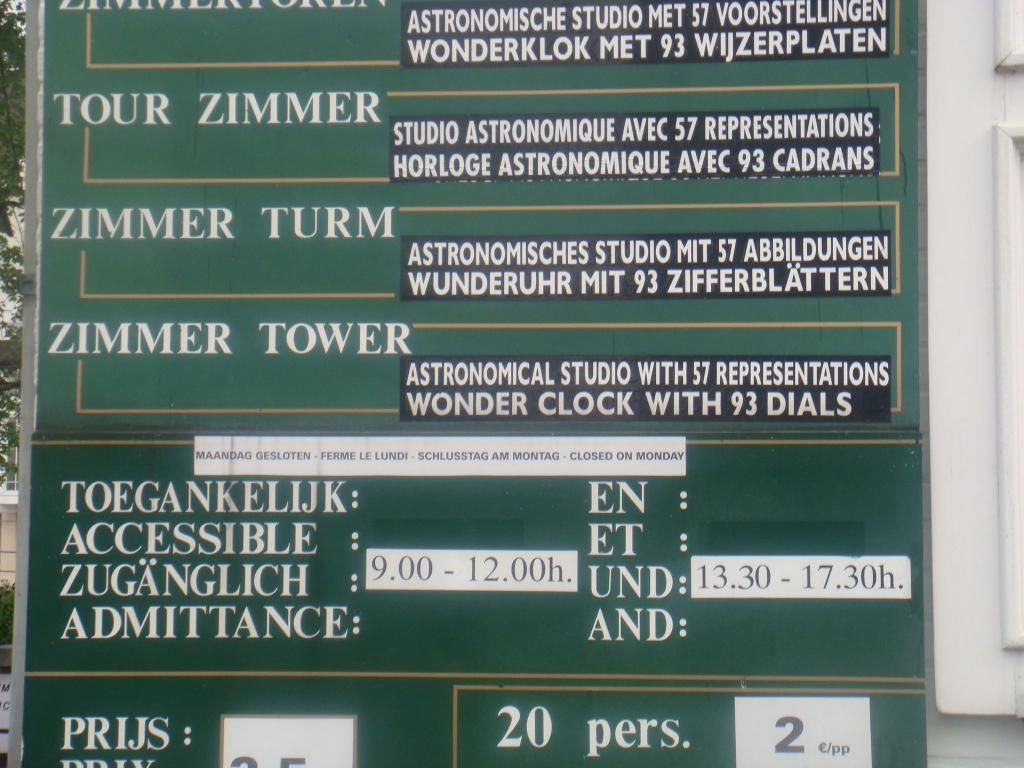 ZIMMERTOREN
ASTRONOMISCHE STUDIO MET 57 VOORSTELLINGEN
WONDERKLOK MET 93 WIJZERPLATEN
TOUR ZIMMER
STUDIO ASTRONOMIQUE AVEC 57 REPRESENTATIONS
HORLOGE ASTRONOMIQUE AVEC 93 CADRANS
ZIMMER TURM
ASTRONOMISCHES STUDIO MIT 57 ABBILDUNGEN
WUNDERUHR MIT 93 ZIFFERBLÄTTERN
ZIMMER TOWER
ASTRONOMICAL STUDIO WITH 57 REPRESENTATIONS
WONDER CLOCK WITH 93 DIALS
MAANDAG GESLOTEN - FERME LE LUNDI - SCHLUSSTAG AM MONTAG - CLOSED ON MONDAY
TOEGANKELIJK: EN :
ACCESSIBLE : ET :
ZUGÄNGLICH : 9.00 - 12.00h. UND: 13.30 - 17.30h.
ADMITTANCE: AND:
PRIJS : 20 pers. 2 €/pp
PRIX